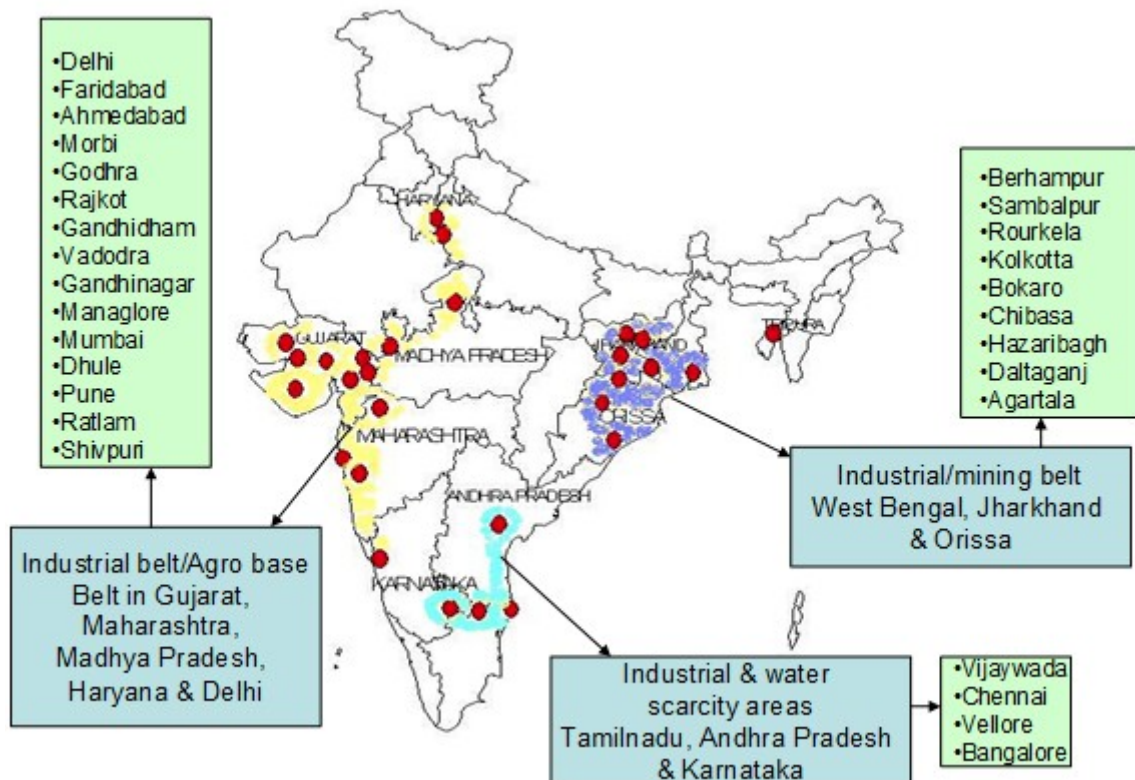 •Delhi
•Faridabad
•Ahmedabad
•Morbi
•Godhra
•Rajkot
•Gandhidham
•Vadodra
•Gandhinagar
•Managlore
•Mumbai
•Dhule
•Pune
•Ratlam
•Shivpuri
Industrial belt/Agro base
Belt in Gujarat,
Maharashtra,
Madhya Pradesh,
Haryana & Delhi
HARYANA
GUJARAT
MADHYA PRADESH
MAHARASHTRA
JHARKHAND
ORISSA
TRIPURA
ANDHRA PRADESH
KARNATAKA
•Berhampur
•Sambalpur
•Rourkela
•Kolkotta
•Bokaro
•Chibasa
•Hazaribagh
•Daltaganj
•Agartala
Industrial/mining belt
West Bengal, Jharkhand
& Orissa
Industrial & water
scarcity areas
Tamilnadu, Andhra Pradesh
& Karnataka
•Vijaywada
•Chennai
•Vellore
•Bangalore